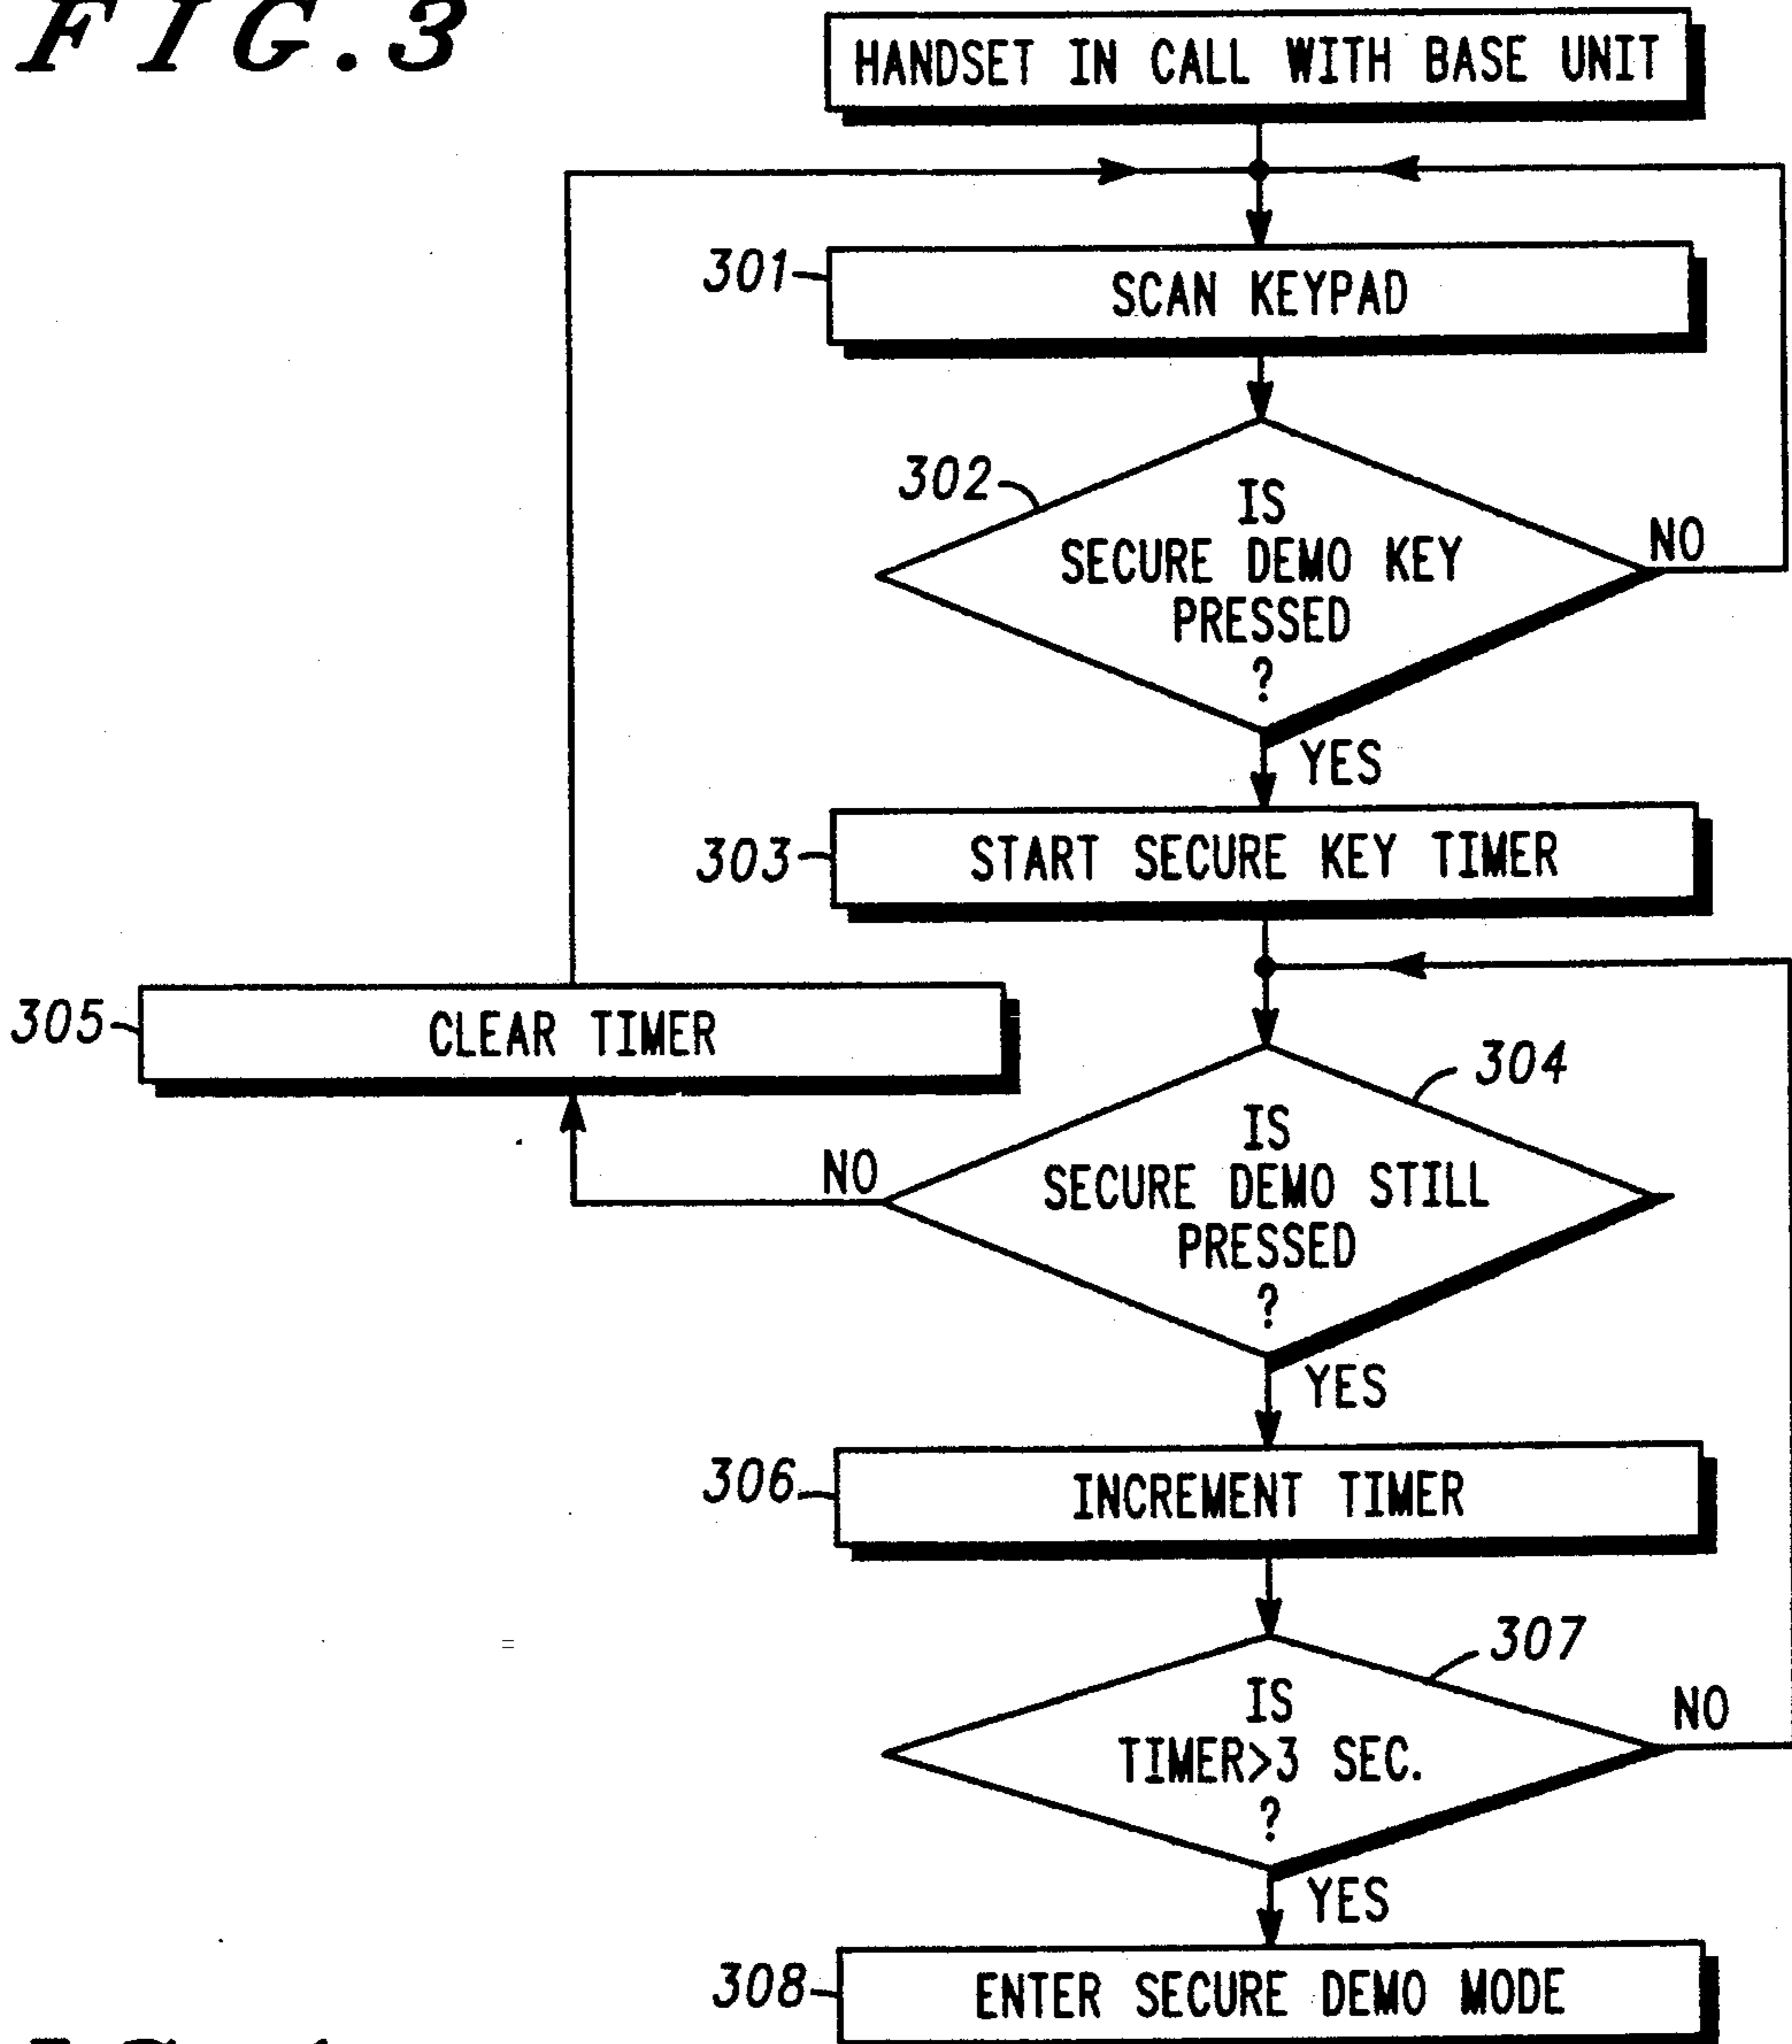 FIG.3
HANDSET IN CALL WITH BASE UNIT
301
SCAN KEYPAD
302
IS
SECURE DEMO KEY
PRESSED
?
NO
YES
303
START SECURE KEY TIMER
305
CLEAR TIMER
304
IS
SECURE DEMO STILL
PRESSED
?
NO
YES
306
INCREMENT TIMER
307
IS
TIMER>3 SEC.
?
NO
YES
308
ENTER SECURE DEMO MODE